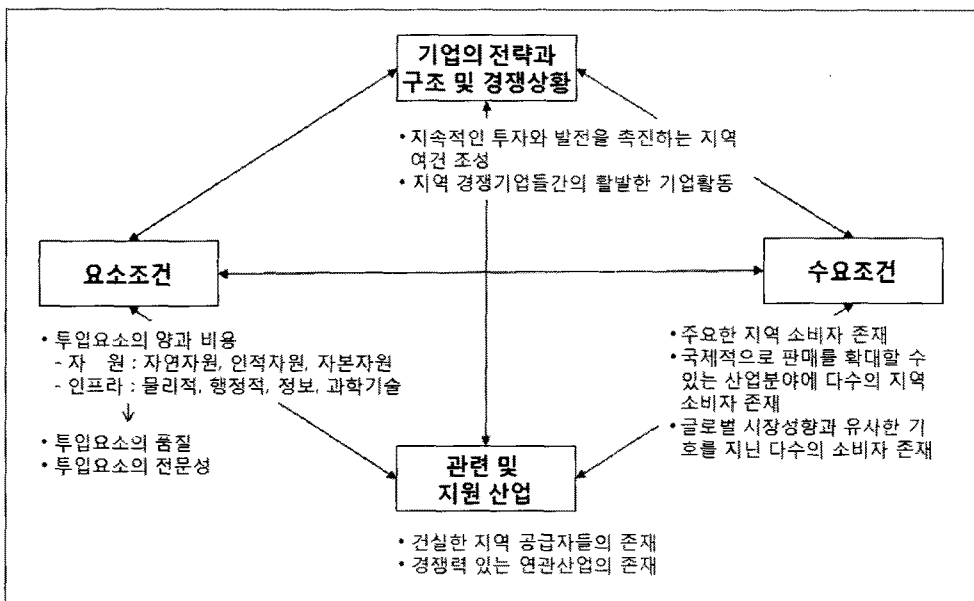 기업의 전략과
구조 및 경쟁상황
• 지속적인 투자와 발전을 촉진하는 지역
여건 조성
• 지역 경쟁기업들간의 활발한 기업활동
요소조건
수요조건
• 투입요소의 양과 비용
- 자 원 : 자연자원, 인적자원, 자본자원
- 인프라 : 물리적, 행정적, 정보, 과학기술
• 투입요소의 품질
• 투입요소의 전문성
• 주요한 지역 소비자 존재
• 국제적으로 판매를 확대할 수
있는 산업분야에 다수의 지역
소비자 존재
• 글로벌 시장성향과 유사한 기
호를 지닌 다수의 소비자 존재
관련 및
지원 산업
• 건실한 지역 공급자들의 존재
• 경쟁력 있는 연관산업의 존재